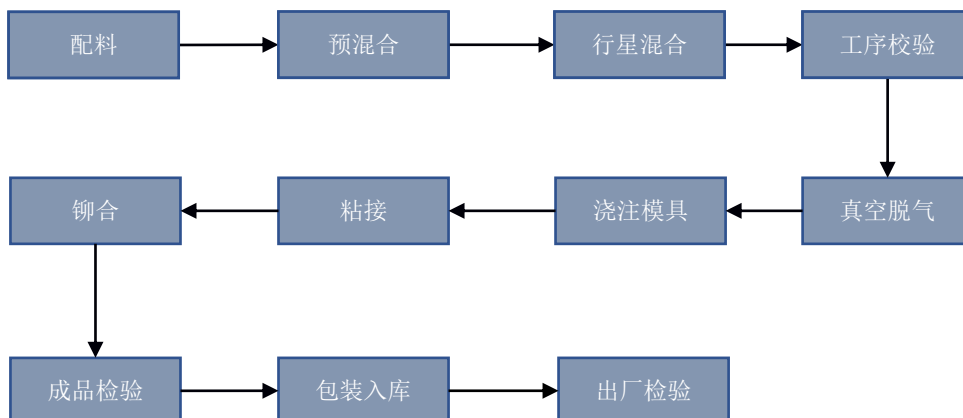 配料
预混合
行星混合
工序校验
真空脱气
浇注模具
粘接
铆合
成品检验
包装入库
出厂检验